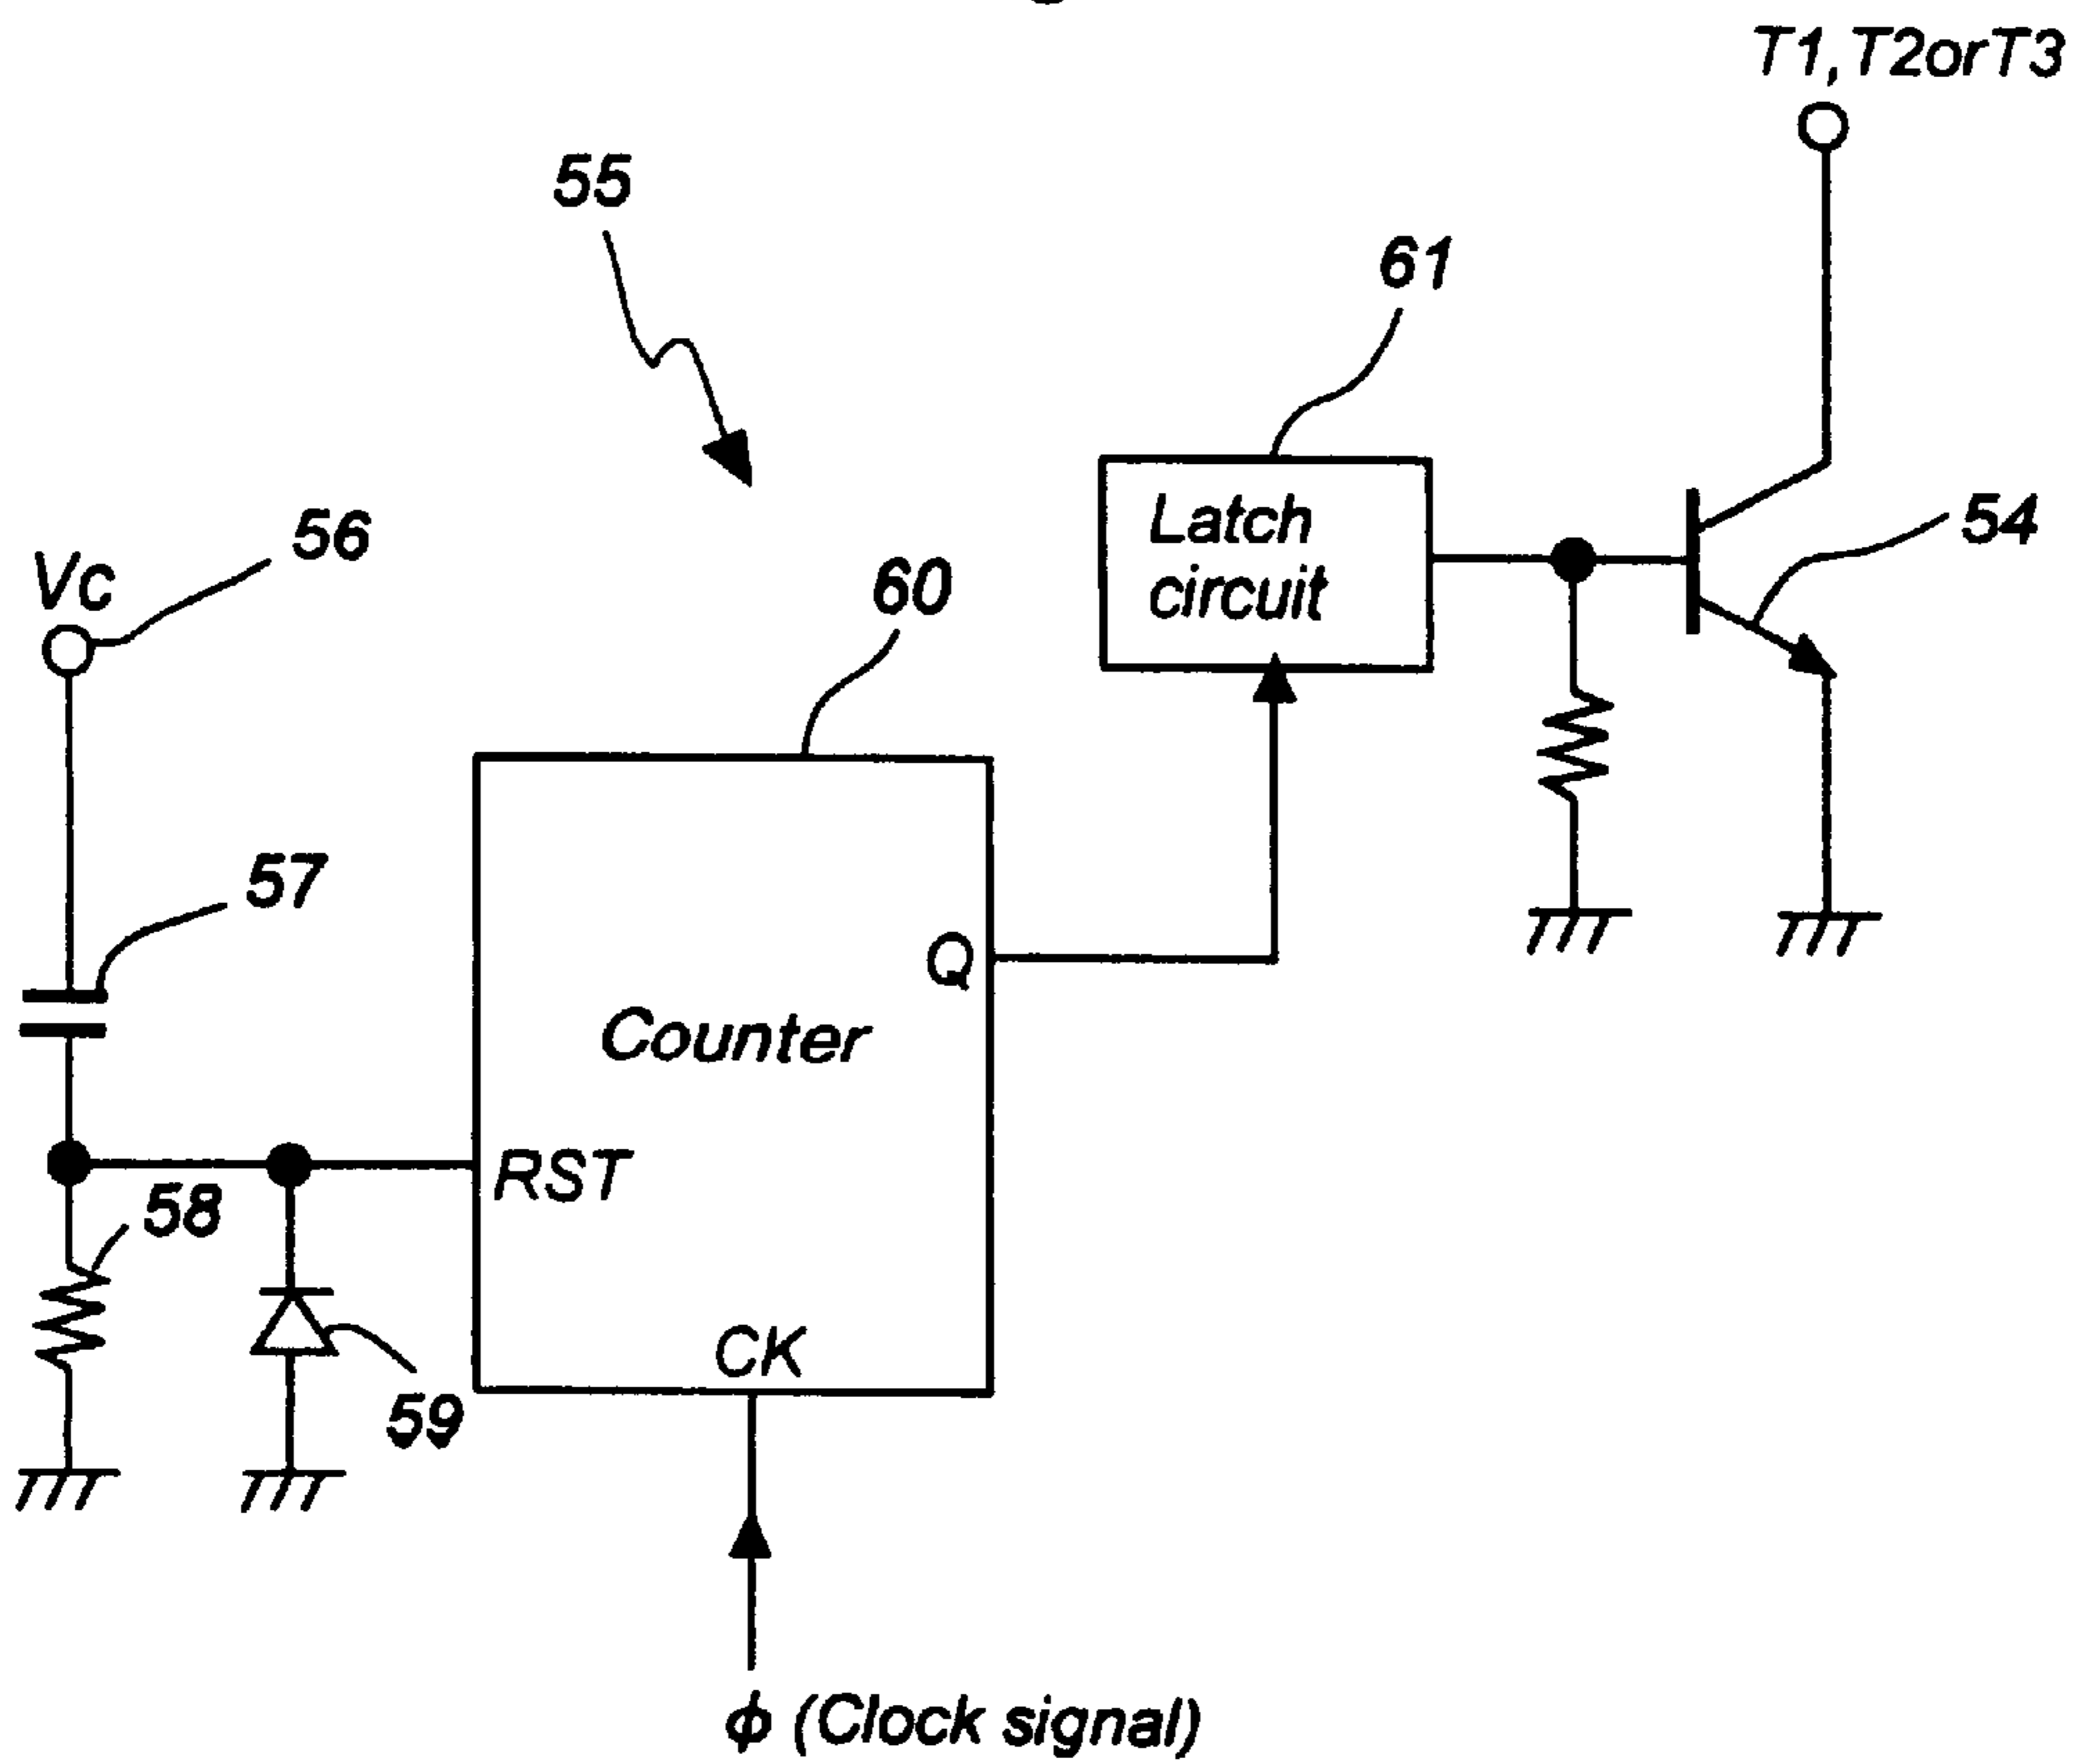 T1,T2orT3
55
61
54
56
Vc
60
Latch
circuit
57
Q
Counter
RST
58
CK
59
ϕ (Clock signal)